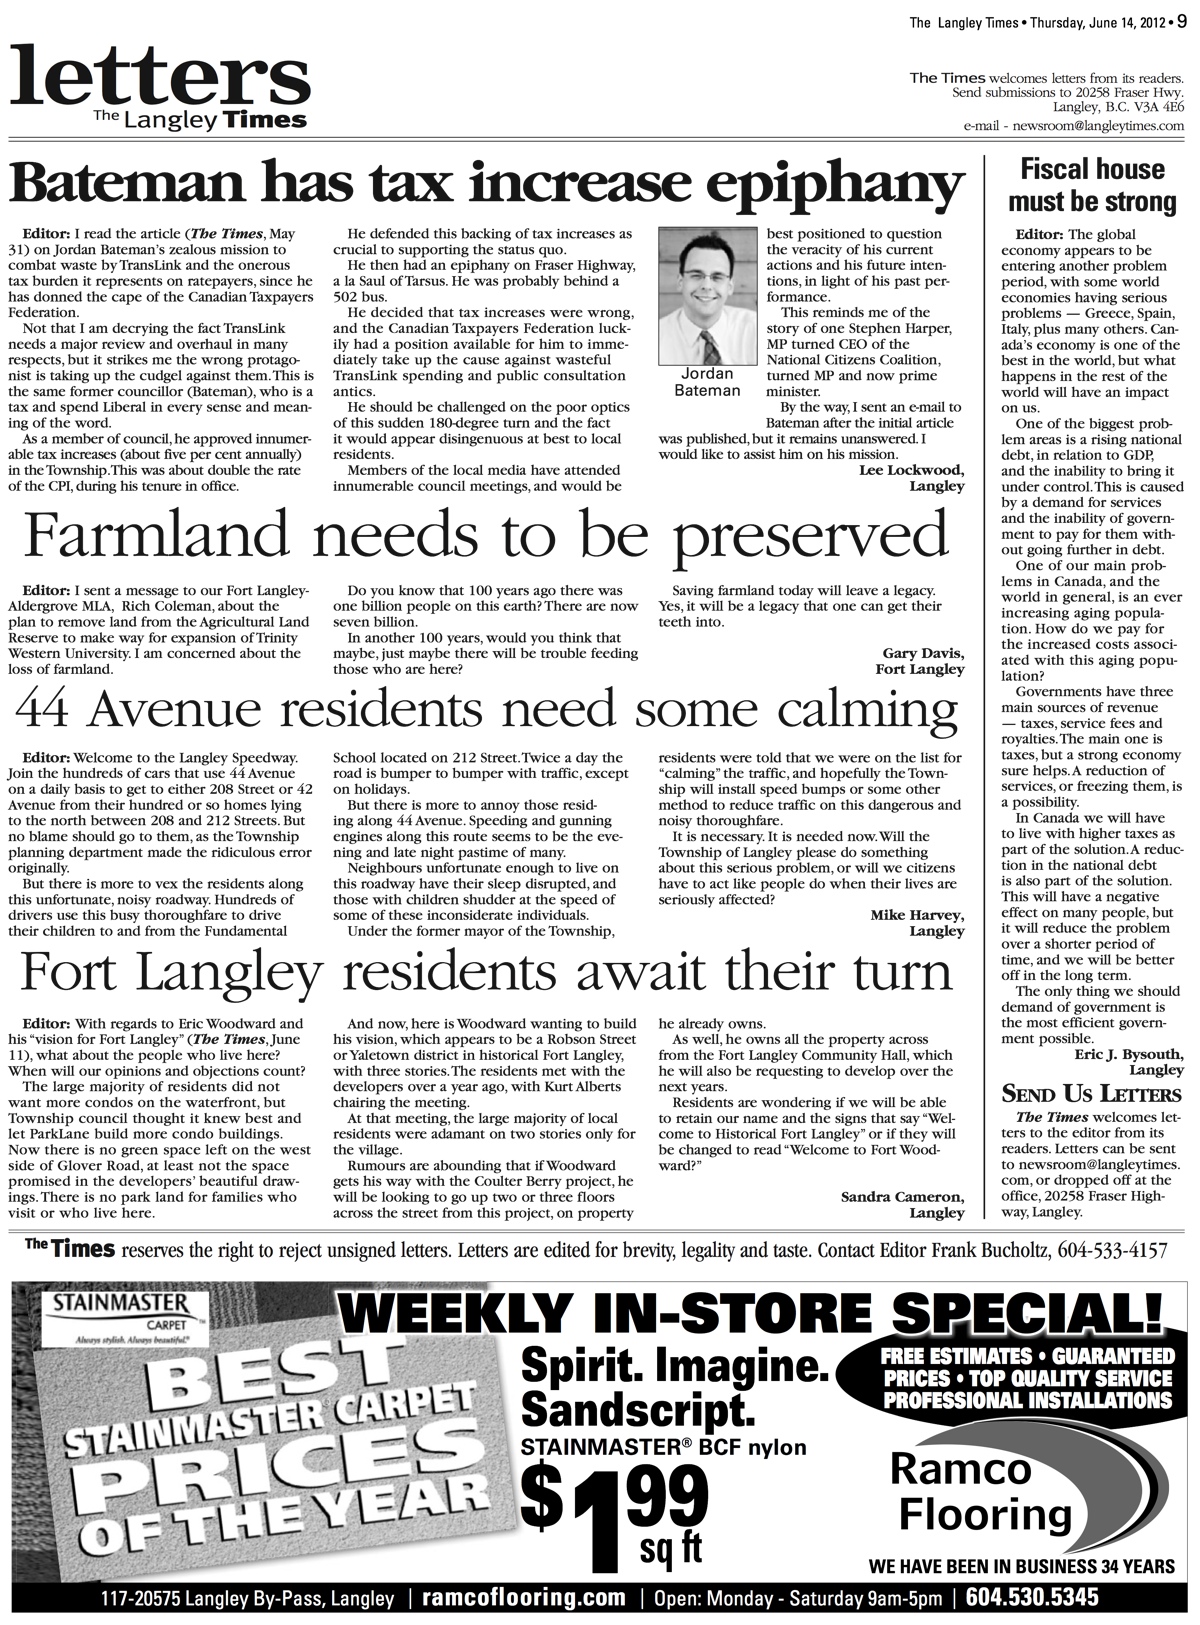 The Langley Times • Thursday, June 14, 2012 • 9
letters
The Langley Times
The Times welcomes letters from its readers.
Send submissions to 20258 Fraser Hwy.
Langley, B.C. V3A 4E6
e-mail - newsroom@langleytimes.com
Bateman has tax increase epiphany
Editor: I read the article (The Times, May
31) on Jordan Bateman's zealous mission to
combat waste by TransLink and the onerous
tax burden it represents on ratepayers, since he
has donned the cape of the Canadian Taxpayers
Federation.
Not that I am decrying the fact TransLink
needs a major review and overhaul in many
respects, but it strikes me the wrong protago-
nist is taking up the cudgel against them. This is
the same former councillor (Bateman), who is a
tax and spend Liberal in every sense and mean-
ing of the word.
As a member of council, he approved innumer-
able tax increases (about five per cent annually)
in the Township. This was about double the rate
of the CPI, during his tenure in office.
He defended this backing of tax increases as
crucial to supporting the status quo.
He then had an epiphany on Fraser Highway,
a la Saul of Tarsus. He was probably behind a
502 bus.
He decided that tax increases were wrong,
and the Canadian Taxpayers Federation luck-
ily had a position available for him to imme-
diately take up the cause against wasteful
TransLink spending and public consultation
antics.
He should be challenged on the poor optics
of this sudden 180-degree turn and the fact
it would appear disingenuous at best to local
residents.
Members of the local media have attended
innumerable council meetings, and would be
Jordan
Bateman
best positioned to question
the veracity of his current
actions and his future inten-
tions, in light of his past per-
formance.
This reminds me of the
story of one Stephen Harper,
MP turned CEO of the
National Citizens Coalition,
turned MP and now prime
minister.
By the way, I sent an e-mail to
Bateman after the initial article
was published, but it remains unanswered. I
would like to assist him on his mission.
Lee Lockwood,
Langley
Farmland needs to be preserved
Editor: I sent a message to our Fort Langley-
Aldergrove MLA, Rich Coleman, about the
plan to remove land from the Agricultural Land
Reserve to make way for expansion of Trinity
Western University. I am concerned about the
loss of farmland.
Do you know that 100 years ago there was
one billion people on this earth? There are now
seven billion.
In another 100 years, would you think that
maybe, just maybe there will be trouble feeding
those who are here?
Saving farmland today will leave a legacy.
Yes, it will be a legacy that one can get their
teeth into.
Gary Davis,
Fort Langley
44 Avenue residents need some calming
Editor: Welcome to the Langley Speedway.
Join the hundreds of cars that use 44 Avenue
on a daily basis to get to either 208 Street or 42
Avenue from their hundred or so homes lying
to the north between 208 and 212 Streets. But
no blame should go to them, as the Township
planning department made the ridiculous error
originally.
But there is more to vex the residents along
this unfortunate, noisy roadway. Hundreds of
drivers use this busy thoroughfare to drive
their children to and from the Fundamental
School located on 212 Street. Twice a day the
road is bumper to bumper with traffic, except
on holidays.
But there is more to annoy those resid-
ing along 44 Avenue. Speeding and gunning
engines along this route seems to be the eve-
ning and late night pastime of many.
Neighbours unfortunate enough to live on
this roadway have their sleep disrupted, and
those with children shudder at the speed of
some of these inconsiderate individuals.
Under the former mayor of the Township,
residents were told that we were on the list for
"calming" the traffic, and hopefully the Town-
ship will install speed bumps or some other
method to reduce traffic on this dangerous and
noisy thoroughfare.
It is necessary. It is needed now. Will the
Township of Langley please do something
about this serious problem, or will we citizens
have to act like people do when their lives are
seriously affected?
Mike Harvey,
Langley
Fort Langley residents await their turn
Editor: With regards to Eric Woodward and
his "vision for Fort Langley" (The Times, June
11), what about the people who live here?
When will our opinions and objections count?
The large majority of residents did not
want more condos on the waterfront, but
Township council thought it knew best and
let ParkLane build more condo buildings.
Now there is no green space left on the west
side of Glover Road, at least not the space
promised in the developers' beautiful draw-
ings. There is no park land for families who
visit or who live here.
And now, here is Woodward wanting to build
his vision, which appears to be a Robson Street
or Yaletown district in historical Fort Langley,
with three stories. The residents met with the
developers over a year ago, with Kurt Alberts
chairing the meeting.
At that meeting, the large majority of local
residents were adamant on two stories only for
the village.
Rumours are abounding that if Woodward
gets his way with the Coulter Berry project, he
will be looking to go up two or three floors
across the street from this project, on property
he already owns.
As well, he owns all the property across
from the Fort Langley Community Hall, which
he will also be requesting to develop over the
next years.
Residents are wondering if we will be able
to retain our name and the signs that say "Wel-
come to Historical Fort Langley" or if they will
be changed to read "Welcome to Fort Wood-
ward?"
Sandra Cameron,
Langley
Fiscal house
must be strong
Editor: The global
economy appears to be
entering another problem
period, with some world
economies having serious
problems — Greece, Spain,
Italy, plus many others. Can-
ada's economy is one of the
best in the world, but what
happens in the rest of the
world will have an impact
on us.
One of the biggest prob-
lem areas is a rising national
debt, in relation to GDP,
and the inability to bring it
under control. This is caused
by a demand for services
and the inability of govern-
ment to pay for them with-
out going further in debt.
One of our main prob-
lems in Canada, and the
world in general, is an ever
increasing aging popula-
tion. How do we pay for
the increased costs associ-
ated with this aging popu-
lation?
Governments have three
main sources of revenue
— taxes, service fees and
royalties. The main one is
taxes, but a strong economy
sure helps. A reduction of
services, or freezing them, is
a possibility.
In Canada we will have
to live with higher taxes as
part of the solution. A reduc-
tion in the national debt
is also part of the solution.
This will have a negative
effect on many people, but
it will reduce the problem
over a shorter period of
time, and we will be better
off in the long term.
The only thing we should
demand of government is
the most efficient govern-
ment possible.
Eric J. Bysouth,
Langley
Send Us Letters
The Times welcomes let-
ters to the editor from its
readers. Letters can be sent
to newsroom@langleytimes.
com, or dropped off at the
office, 20258 Fraser High-
way, Langley.
The Times reserves the right to reject unsigned letters. Letters are edited for brevity, legality and taste. Contact Editor Frank Bucholtz, 604-533-4157
STAINMASTER™
CARPET
Always stylish. Always beautiful.®
BEST
STAINMASTER CARPET
PRICES
OF THE YEAR
WEEKLY IN-STORE SPECIAL!
Spirit. Imagine.
Sandscript.
STAINMASTER® BCF nylon
$1.99
sq ft
FREE ESTIMATES • GUARANTEED
PRICES • TOP QUALITY SERVICE
PROFESSIONAL INSTALLATIONS
Ramco
Flooring
WE HAVE BEEN IN BUSINESS 34 YEARS
117-20575 Langley By-Pass, Langley | ramcoflooring.com | Open: Monday - Saturday 9am-5pm | 604.530.5345